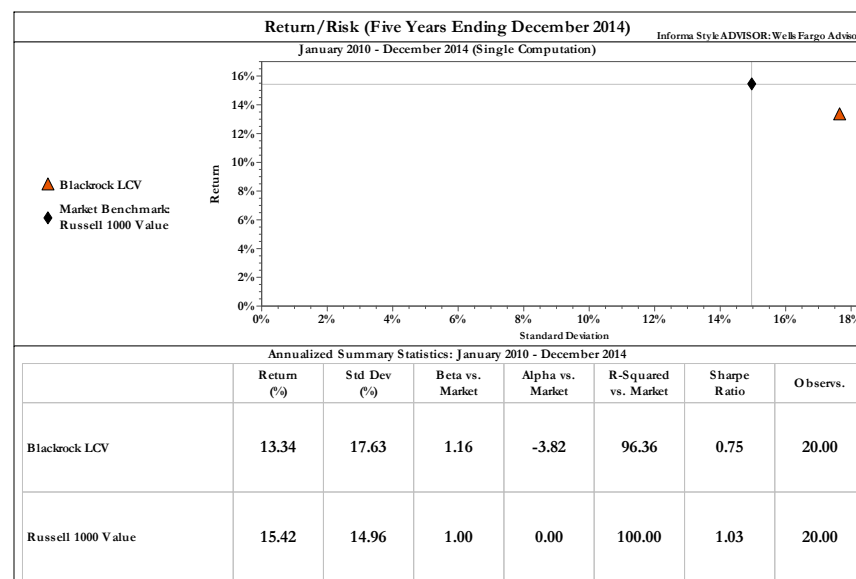 Return/Risk (Five Years Ending December 2014)
Informa Style ADVISOR: Wells Fargo Adviso
January 2010 - December 2014 (Single Computation)
16%
14%
12%
10%
8%
6%
4%
2%
0%
Return
Blackrock LCV
Market Benchmark:
Russell 1000 Value
0% 2% 4% 6% 8% 10% 12% 14% 16% 18%
Standard Deviation
Annualized Summary Statistics: January 2010 - December 2014
Return (%) Std Dev (%) Beta vs. Market Alpha vs. Market R-Squared vs. Market Sharpe Ratio Observs.
Blackrock LCV 13.34 17.63 1.16 -3.82 96.36 0.75 20.00
Russell 1000 Value 15.42 14.96 1.00 0.00 100.00 1.03 20.00